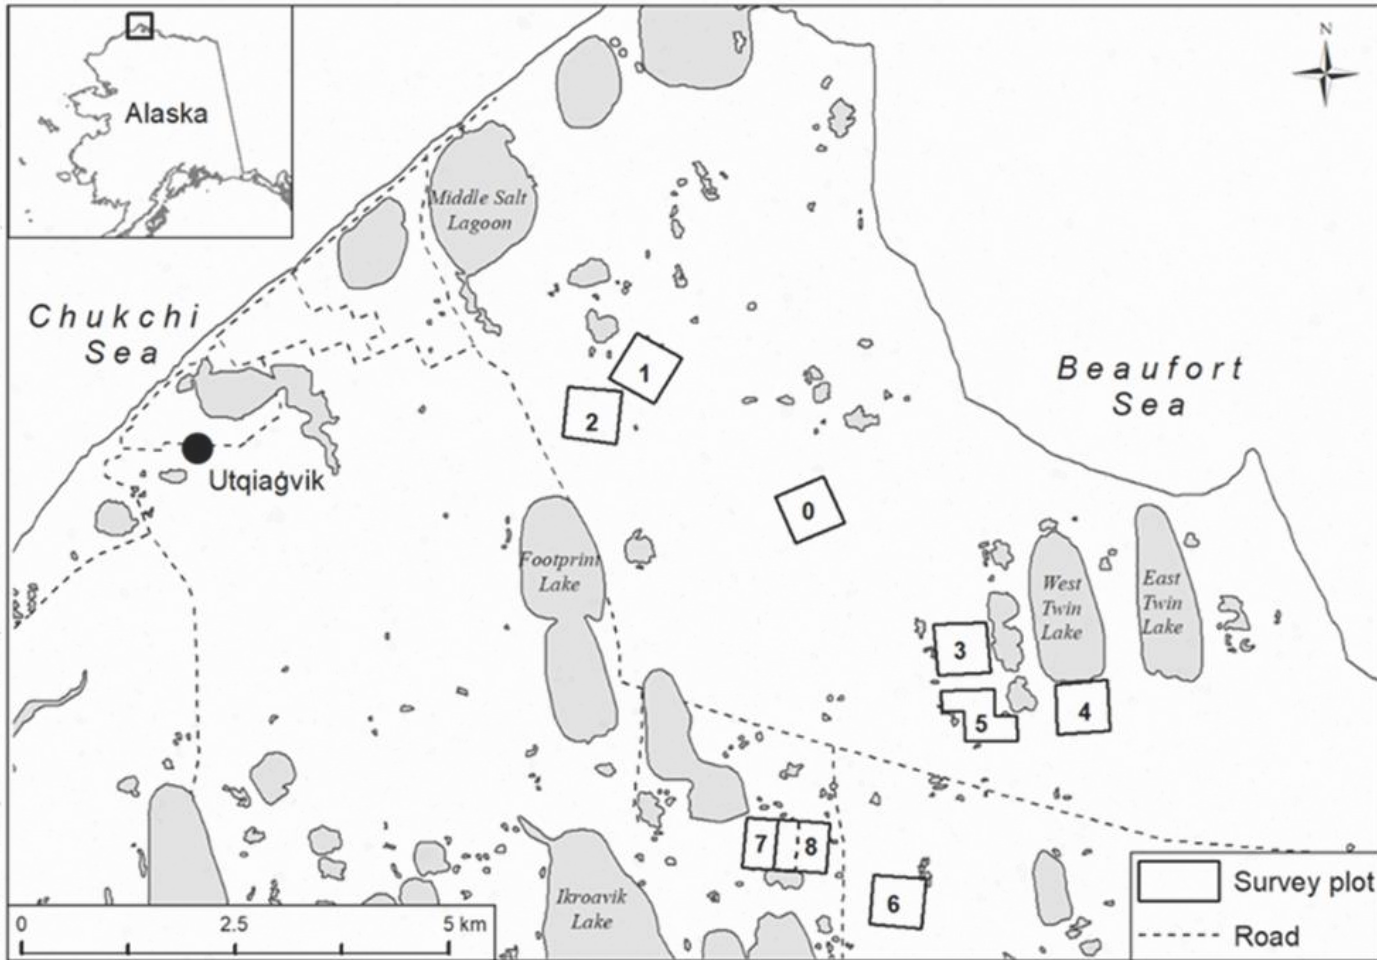 N
Alaska
Middle Salt
Lagoon
Chukchi
Sea
1
2
Beaufort
Sea
Utqiaġvik
0
Footprint
Lake
West
Twin
Lake
East
Twin
Lake
3
4
5
7
8
6
Ikroavik
Lake
Survey plot
Road
0
2.5
5 km